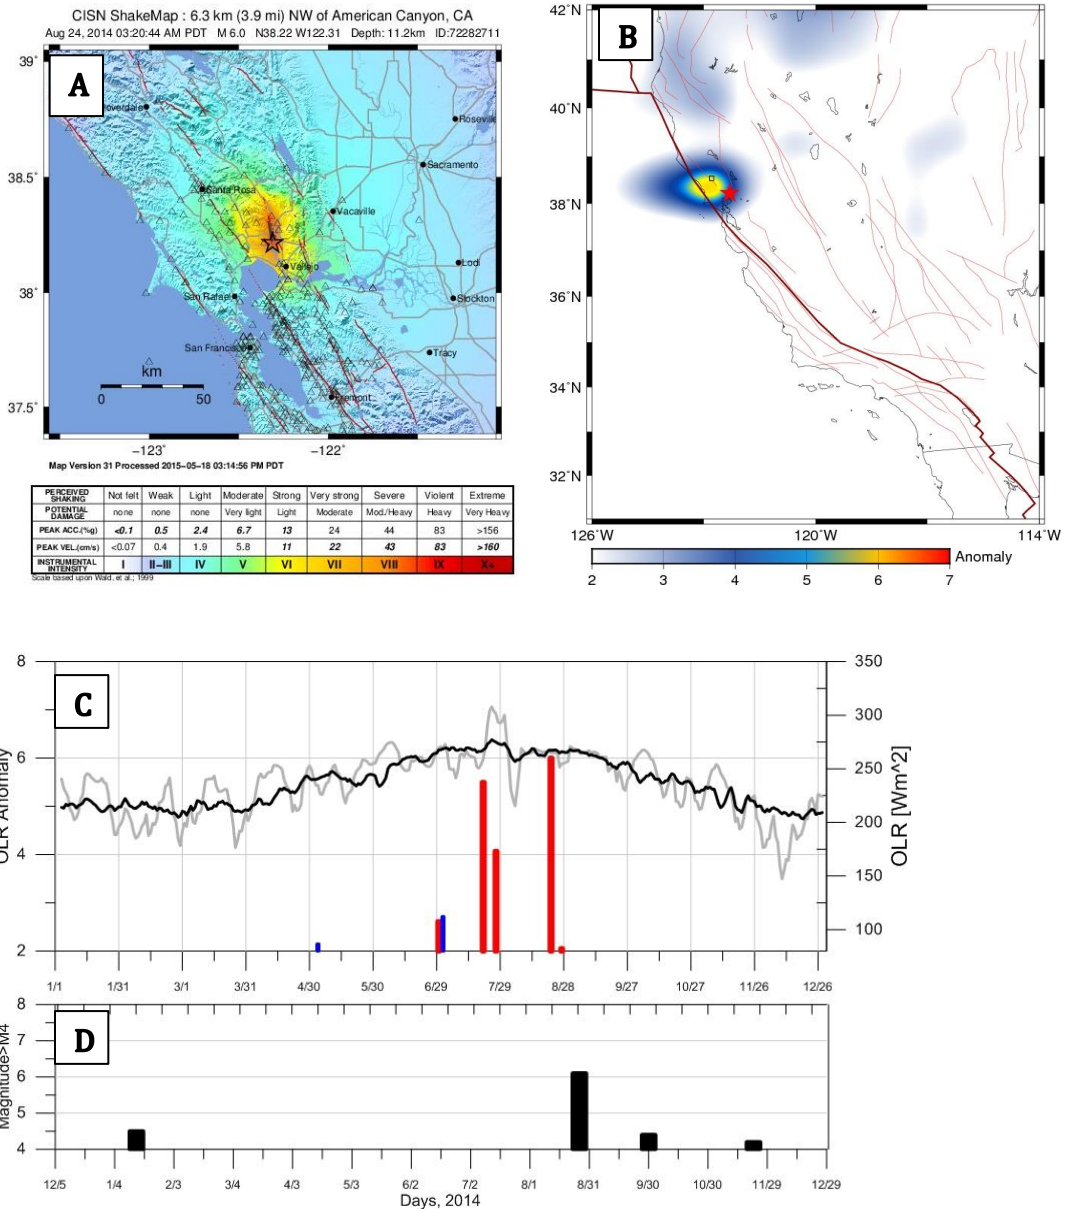 CISN ShakeMap : 6.3 km (3.9 mi) NW of American Canyon, CA
Aug 24, 2014 03:20:44 AM PDT M 6.0 N38.22 W122.31 Depth: 11.2km ID:72282711
A
39°
38.5°
38°
37.5°
−123°
−122°
overdale
Roseville
Sacramento
Santa Rosa
Vacaville
Vallejo
Lodi
San Rafael
Stockton
San Francisco
Tracy
Fremont
km
0 50
Map Version 31 Processed 2015−05−18 03:14:56 PM PDT
PERCEIVED SHAKING Not felt Weak Light Moderate Strong Very strong Severe Violent Extreme
POTENTIAL DAMAGE none none none Very light Light Moderate Mod./Heavy Heavy Very Heavy
PEAK ACC.(%g) <0.1 0.5 2.4 6.7 13 24 44 83 >156
PEAK VEL.(cm/s) <0.07 0.4 1.9 5.8 11 22 43 83 >160
INSTRUMENTAL INTENSITY I II−III IV V VI VII VIII IX X+
Scale based upon Wald, et al.; 1999
B
42°N
40°N
38°N
36°N
34°N
32°N
126°W 120°W 114°W
Anomaly
2 3 4 5 6 7
C
OLR Anomaly
8
6
4
2
350
300
250
200
150
100
OLR [Wm^2]
1/1 1/31 3/1 3/31 4/30 5/30 6/29 7/29 8/28 9/27 10/27 11/26 12/26
D
Magnitude>M4
8
7
6
5
4
12/5 1/4 2/3 3/4 4/3 5/3 6/2 7/2 8/1 8/31 9/30 10/30 11/29 12/29
Days, 2014